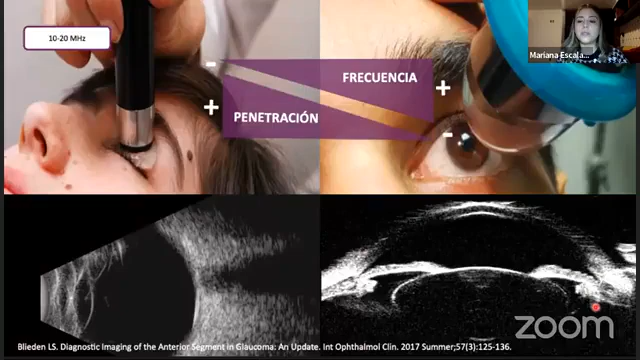 10-20 MHz
Mariana Escala...
-
FRECUENCIA
+
+
PENETRACIÓN
-
zoom
Blieden LS. Diagnostic Imaging of the Anterior Segment in Glaucoma: An Update. Int Ophthalmol Clin. 2017 Summer;57(3):125-136.